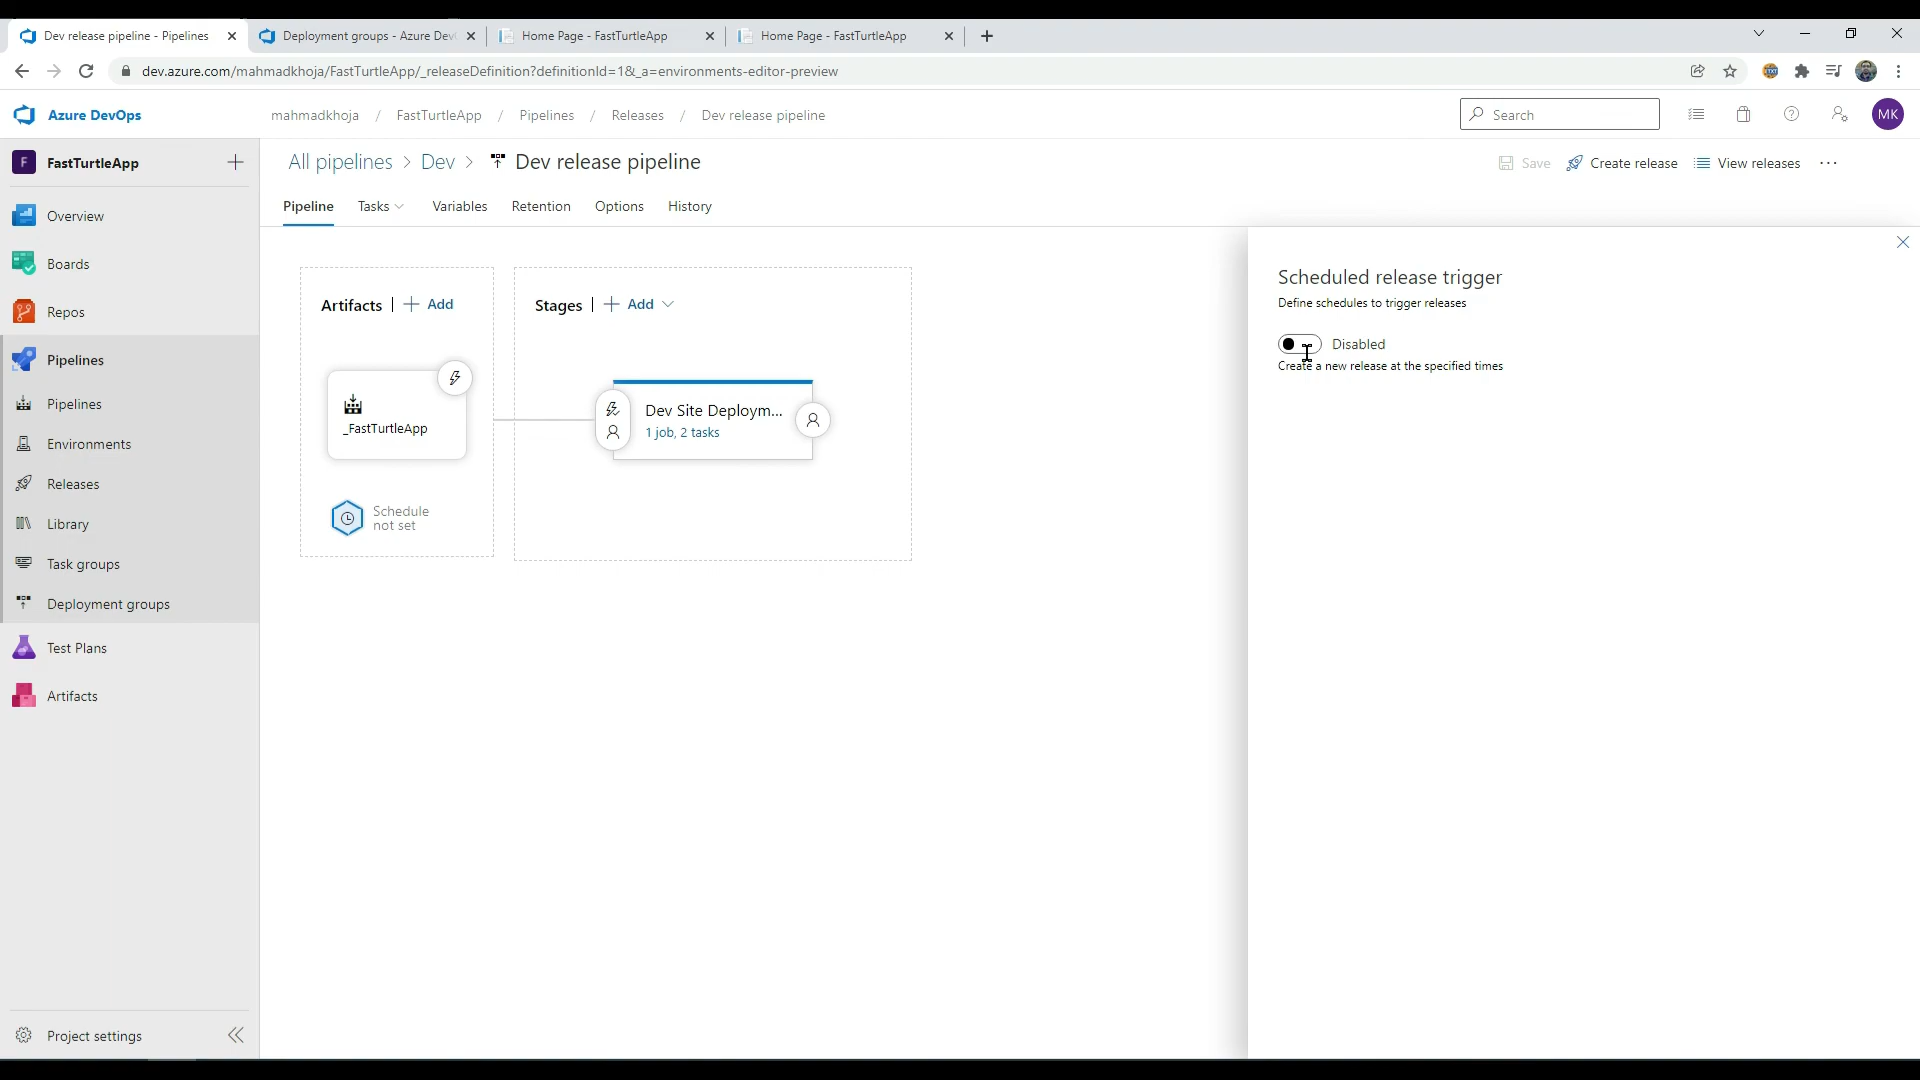 Dev release pipeline - Pipelines
Deployment groups - Azure Dev
Home Page - FastTurtleApp
Home Page - FastTurtleApp
dev.azure.com/mahmadkhoja/FastTurtleApp/_releaseDefinition?definitionId=1&_a=environments-editor-preview
Azure DevOps
mahmadkhoja / FastTurtleApp / Pipelines / Releases / Dev release pipeline
Search
MK
F FastTurtleApp
All pipelines > Dev > Dev release pipeline
Save
Create release
View releases
Pipeline
Tasks
Variables
Retention
Options
History
Overview
Boards
Repos
Pipelines
Pipelines
Environments
Releases
Library
Task groups
Deployment groups
Test Plans
Artifacts
Project settings
Artifacts | + Add
_FastTurtleApp
Schedule
not set
Stages | + Add
Dev Site Deploym...
1 job, 2 tasks
Scheduled release trigger
Define schedules to trigger releases
Disabled
Create a new release at the specified times